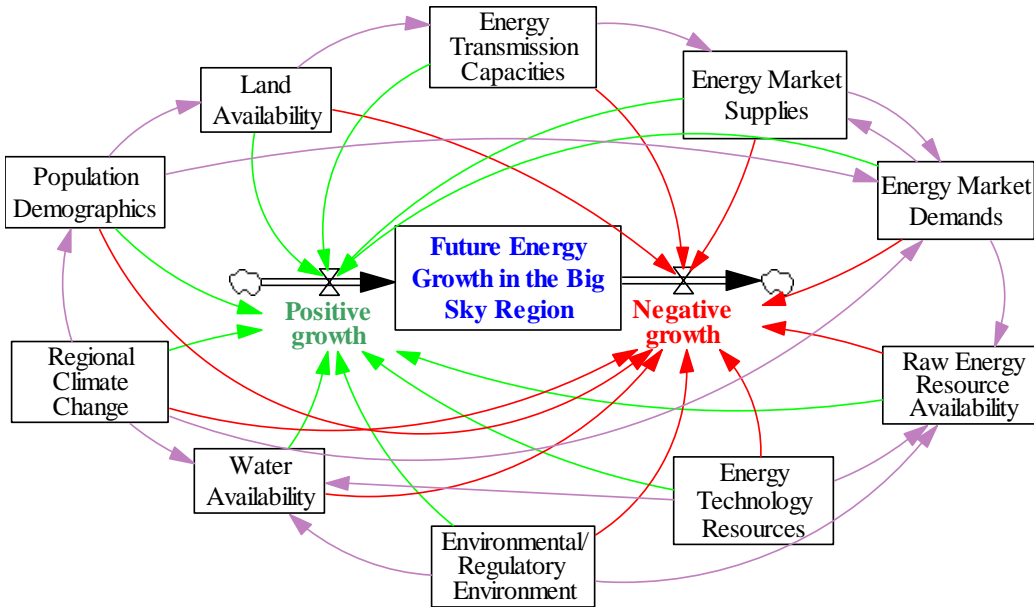 Energy
Transmission
Capacities
Land
Availability
Energy Market
Supplies
Population
Demographics
Energy Market
Demands
Future Energy
Growth in the Big
Sky Region
Positive
growth
Negative
growth
Regional
Climate
Change
Raw Energy
Resource
Availability
Water
Availability
Energy
Technology
Resources
Environmental/
Regulatory
Environment